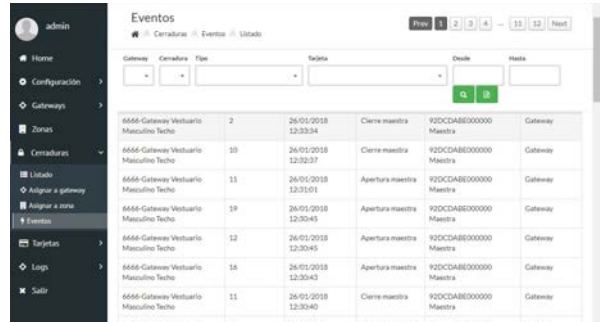 admin
Home
Configuración
Gateways
Zonas
Cerraduras
Listado
Asignar a gateway
Asignar a zona
Eventos
Tarjetas
Logs
Salir
Eventos
Cerraduras Eventos Listado
Prev 1 2 3 4 ... 11 12 Next
Gateway Cerradura Tipo Tarjeta Desde Hasta
6666-Gateway Vestuario 2 26/01/2018 Cierre maestra 92DCDABE000000 Gateway
Masculino Techo 12:33:34 Maestra
6666-Gateway Vestuario 10 26/01/2018 Cierre maestra 92DCDABE000000 Gateway
Masculino Techo 12:32:37 Maestra
6666-Gateway Vestuario 11 26/01/2018 Apertura maestra 92DCDABE000000 Gateway
Masculino Techo 12:31:01 Maestra
6666-Gateway Vestuario 19 26/01/2018 Apertura maestra 92DCDABE000000 Gateway
Masculino Techo 12:30:45 Maestra
6666-Gateway Vestuario 12 26/01/2018 Apertura maestra 92DCDABE000000 Gateway
Masculino Techo 12:30:45 Maestra
6666-Gateway Vestuario 16 26/01/2018 Apertura maestra 92DCDABE000000 Gateway
Masculino Techo 12:30:43 Maestra
6666-Gateway Vestuario 11 26/01/2018 Cierre maestra 92DCDABE000000 Gateway
Masculino Techo 12:30:40 Maestra